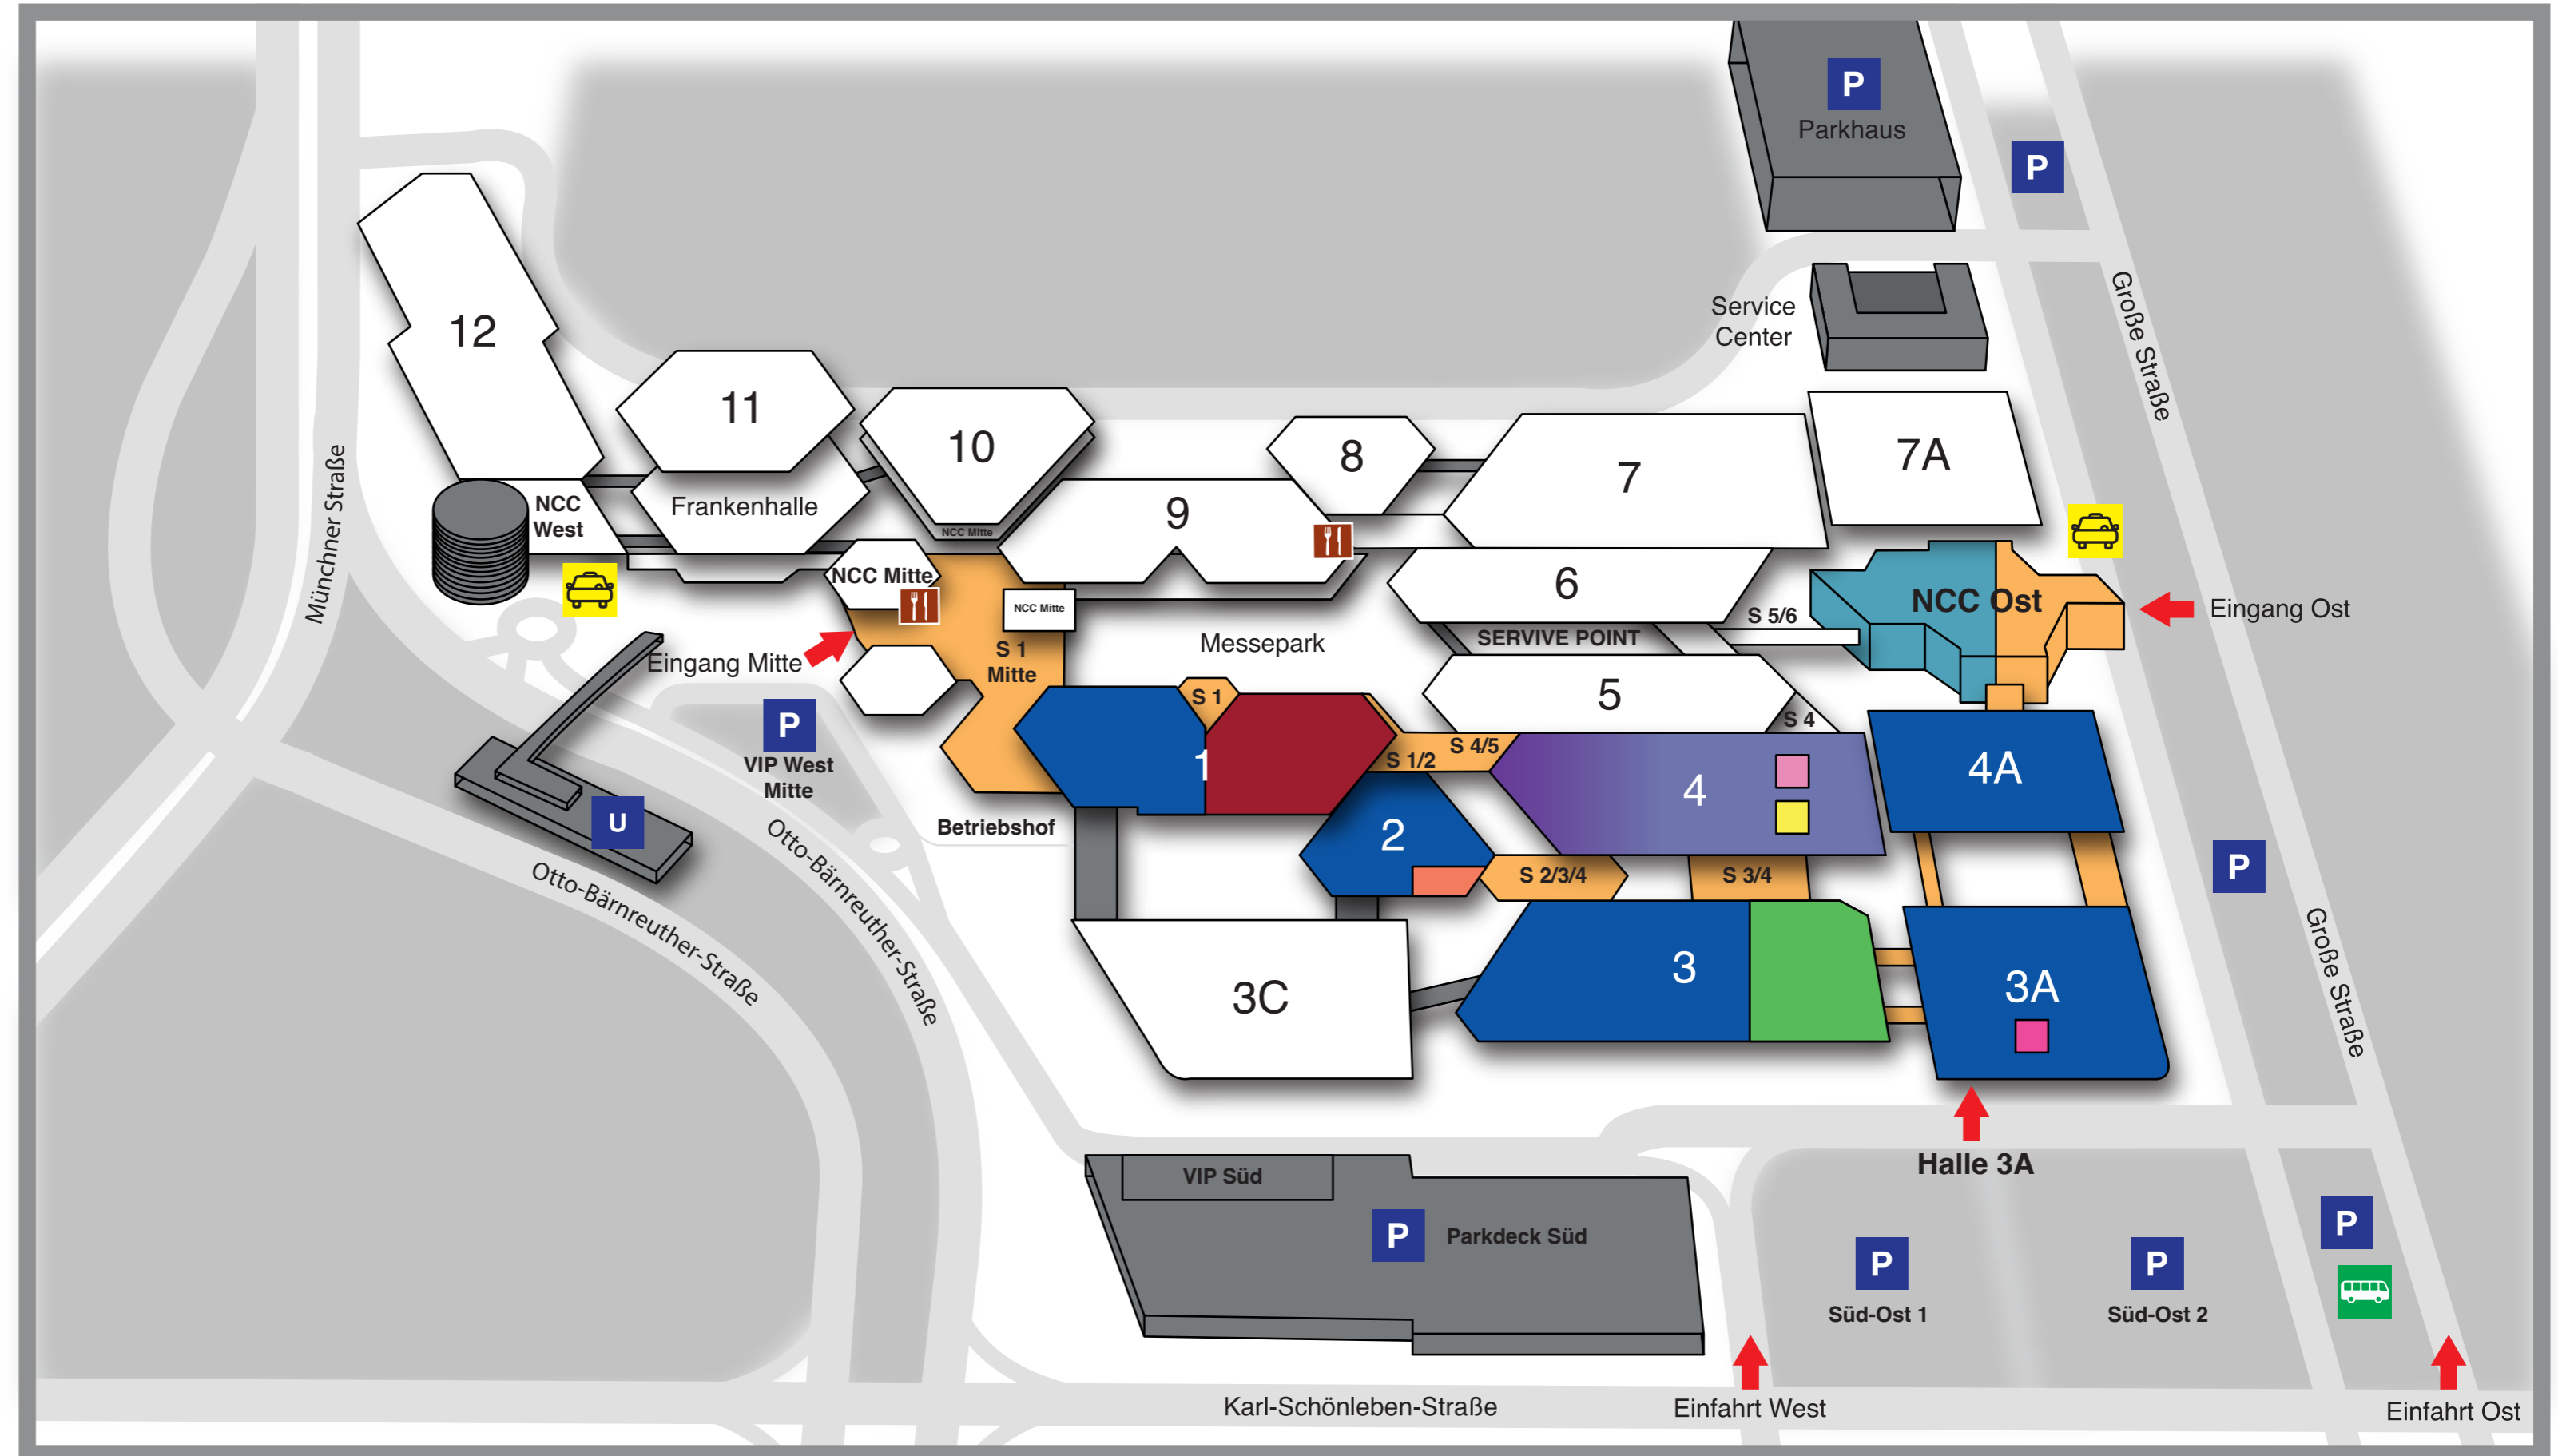 P
Parkhaus
P
Service
Center
Große Straße
12
11
10
8
7
7A
9
Frankenhalle
NCC
West
NCC Mitte
NCC Mitte
NCC Mitte
Münchner Straße
6
NCC Ost
Eingang Ost
S 5/6
SERVIVE POINT
Messepark
S 1
Mitte
Eingang Mitte
5
S 4
S 1
P
VIP West
Mitte
1
S 4/5
S 1/2
4
4A
U
Betriebshof
2
P
Otto-Bärnreuther-Straße
Otto-Bärnreuther-Straße
S 2/3/4
S 3/4
3C
3
3A
Große Straße
Halle 3A
VIP Süd
P
Parkdeck Süd
P
P
P
Süd-Ost 1
Süd-Ost 2
Karl-Schönleben-Straße
Einfahrt West
Einfahrt Ost